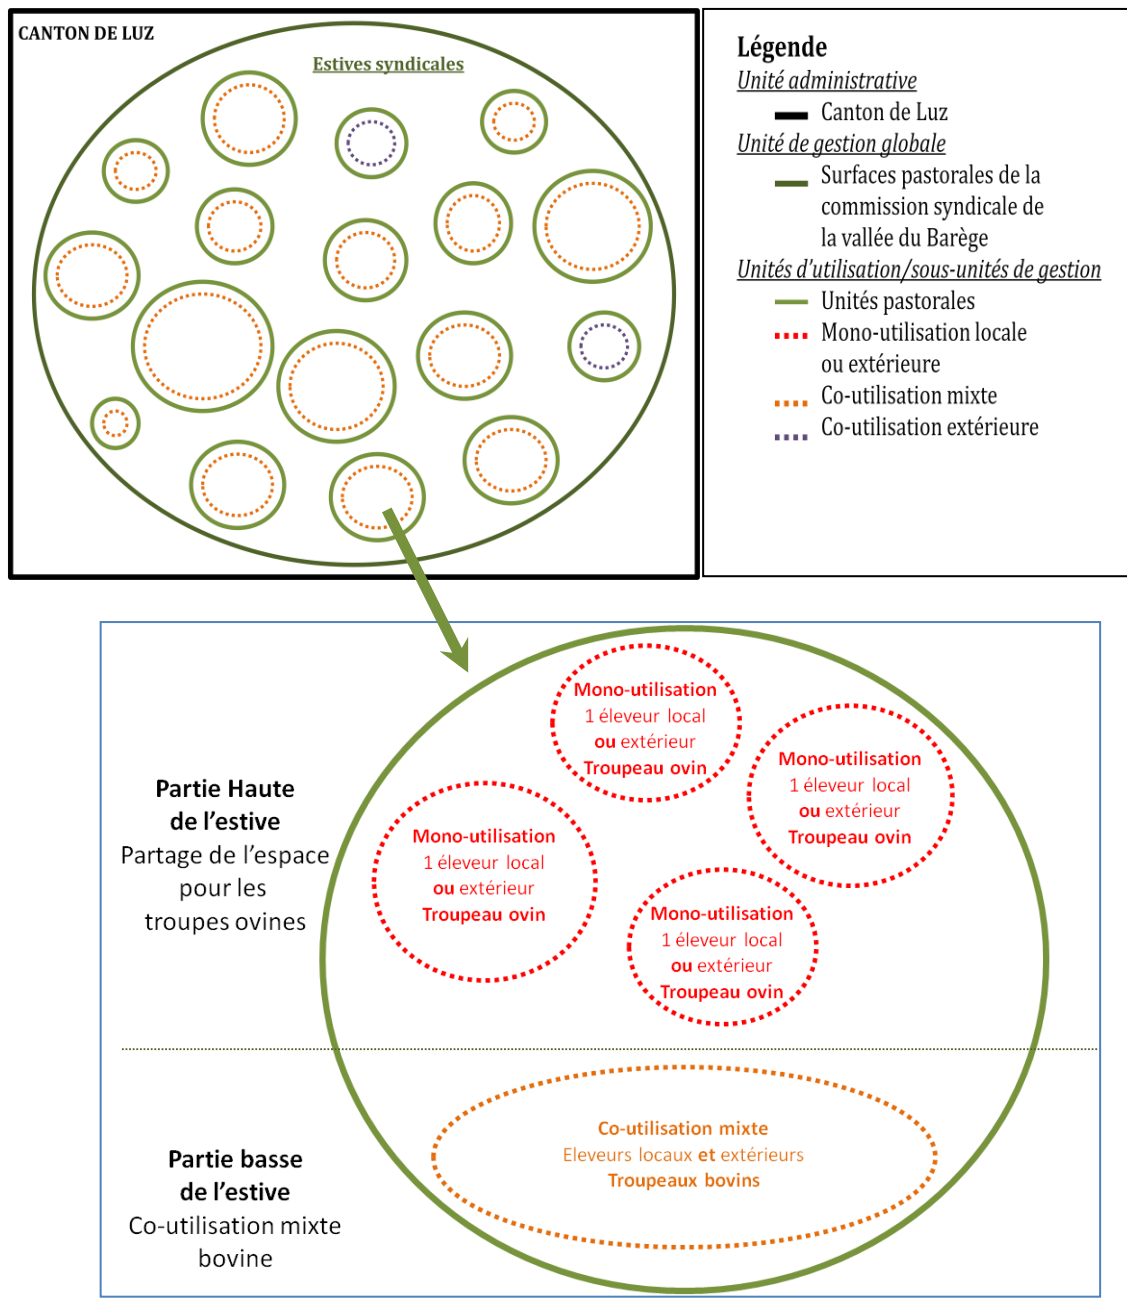 CANTON DE LUZ
Estives syndicales
Légende
Unité administrative
Canton de Luz
Unité de gestion globale
Surfaces pastorales de la
commission syndicale de
la vallée du Barège
Unités d'utilisation/sous-unités de gestion
Unités pastorales
Mono-utilisation locale
ou extérieure
Co-utilisation mixte
Co-utilisation extérieure
Partie Haute
de l'estive
Partage de l'espace
pour les
troupes ovines
Mono-utilisation
1 éleveur local
ou extérieur
Troupeau ovin
Mono-utilisation
1 éleveur local
ou extérieur
Troupeau ovin
Mono-utilisation
1 éleveur local
ou extérieur
Troupeau ovin
Mono-utilisation
1 éleveur local
ou extérieur
Troupeau ovin
Partie basse
de l'estive
Co-utilisation mixte
bovine
Co-utilisation mixte
Eleveurs locaux et extérieurs
Troupeaux bovins